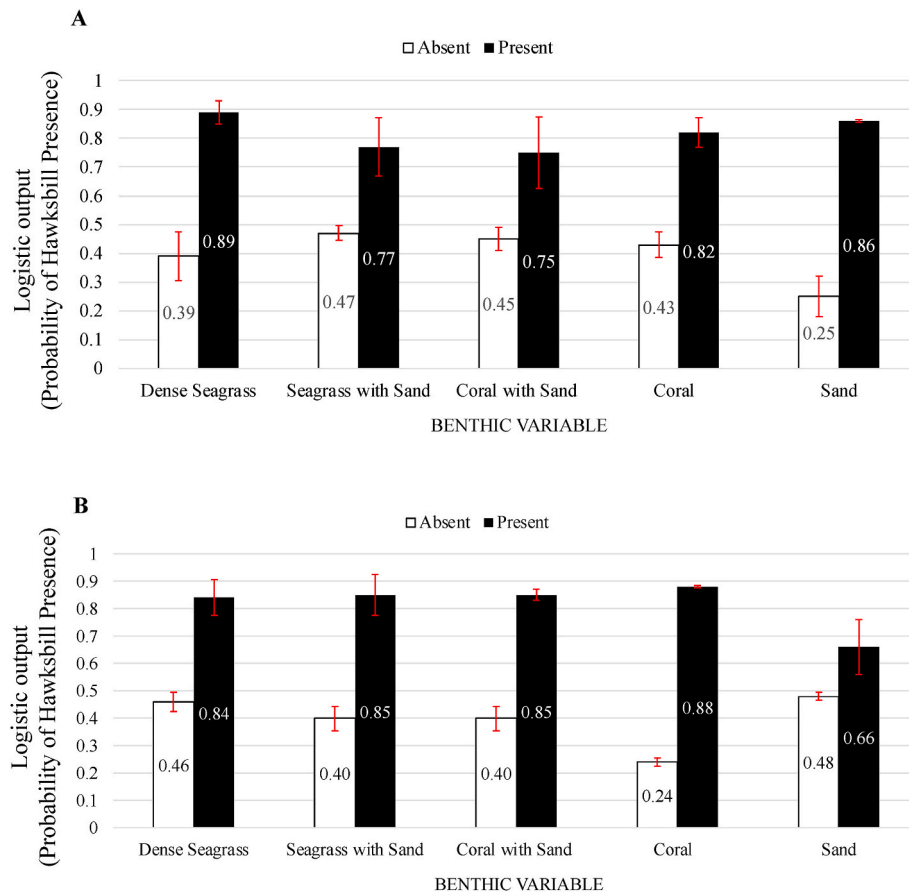 A
Absent Present
Logistic output
(Probability of Hawksbill Presence)
1
0.9
0.8
0.7
0.6
0.5
0.4
0.3
0.2
0.1
0
0.39 0.89 0.47 0.77 0.45 0.75 0.43 0.82 0.25 0.86
Dense Seagrass Seagrass with Sand Coral with Sand Coral Sand
BENTHIC VARIABLE
B
Absent Present
Logistic output
(Probability of Hawksbill Presence)
1
0.9
0.8
0.7
0.6
0.5
0.4
0.3
0.2
0.1
0
0.46 0.84 0.40 0.85 0.40 0.85 0.24 0.88 0.48 0.66
Dense Seagrass Seagrass with Sand Coral with Sand Coral Sand
BENTHIC VARIABLE